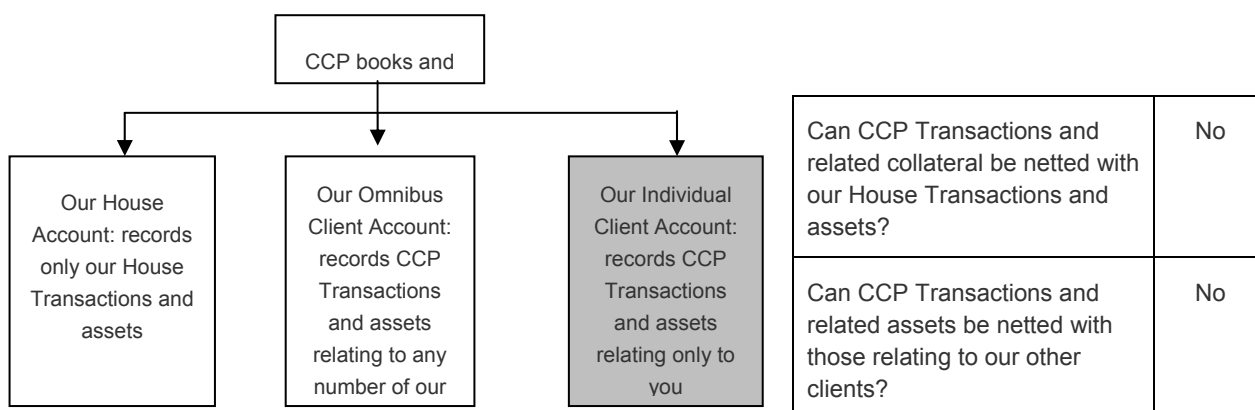 CCP books and
Our House
Account: records
only our House
Transactions and
assets
Our Omnibus
Client Account:
records CCP
Transactions
and assets
relating to any
number of our
Our Individual
Client Account:
records CCP
Transactions
and assets
relating only to
you
Can CCP Transactions and
related collateral be netted with
our House Transactions and
assets?
No
Can CCP Transactions and
related assets be netted with
those relating to our other
clients?
No